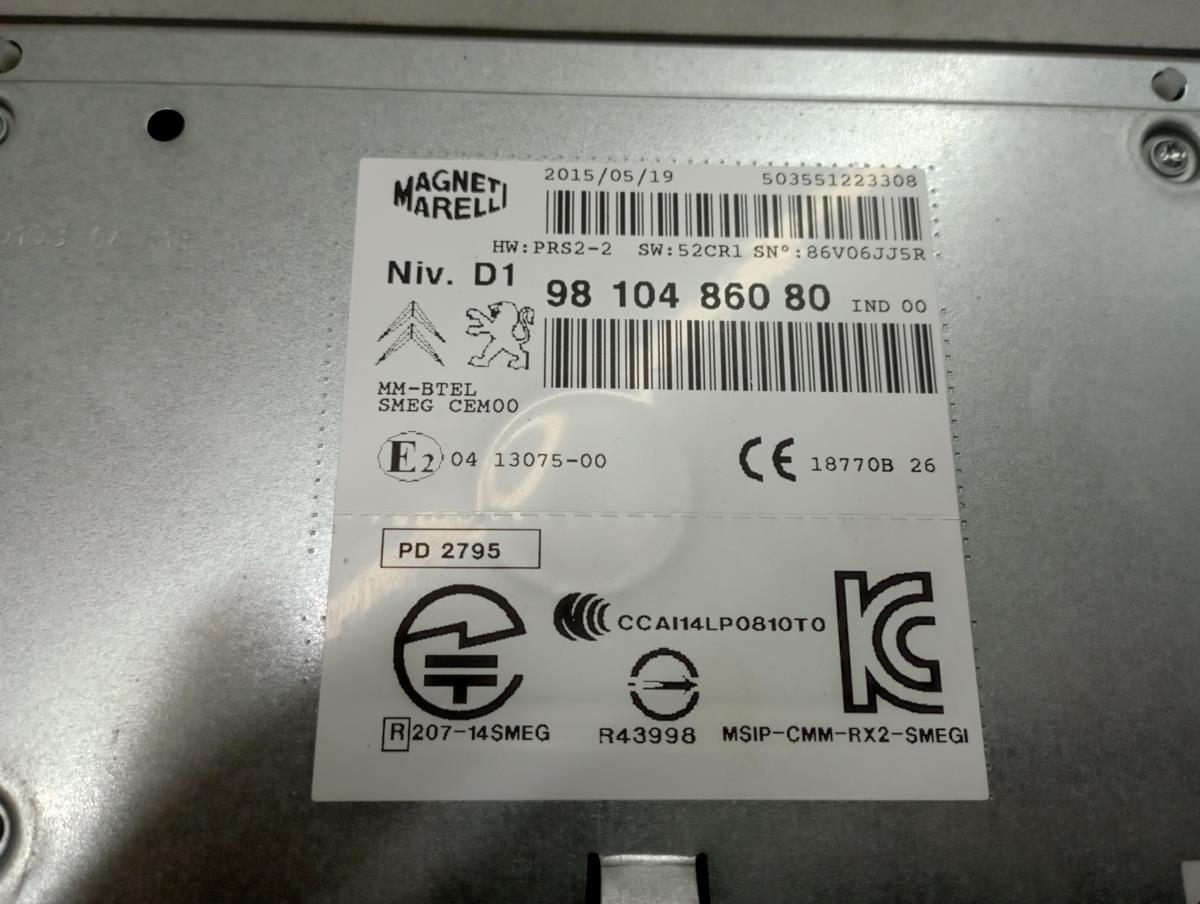 MAGNETI
MARELLI
2015/05/19 503551223308
HW:PRS2-2 SW:52CR1 SN°:86V06JJ5R
Niv. D1
98 104 860 80 IND 00
MM-BTEL
SMEG CEM00
E2 04 13075-00
CE 18770B 26
PD 2795
CCAI14LP0810T0
R 207-14SMEG
R43998
MSIP-CMM-RX2-SMEGI